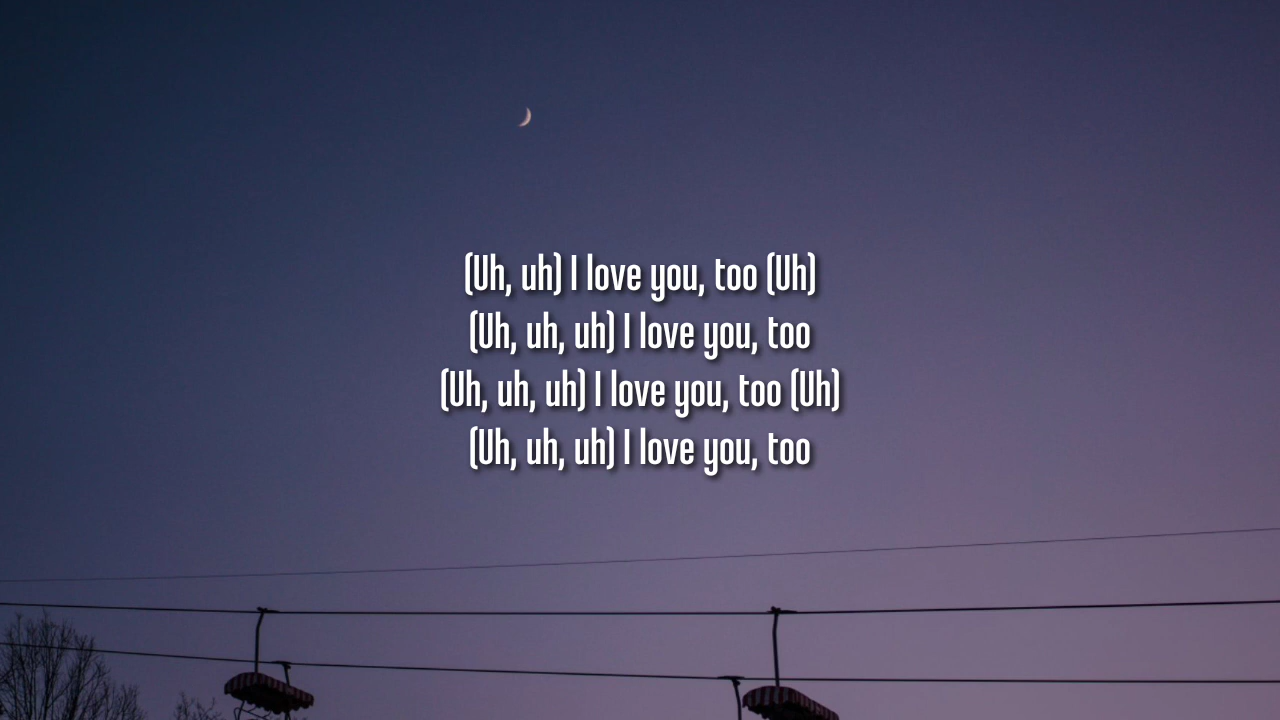 (Uh, uh) I love you, too (Uh)
(Uh, uh, uh) I love you, too
(Uh, uh, uh) I love you, too (Uh)
(Uh, uh, uh) I love you, too